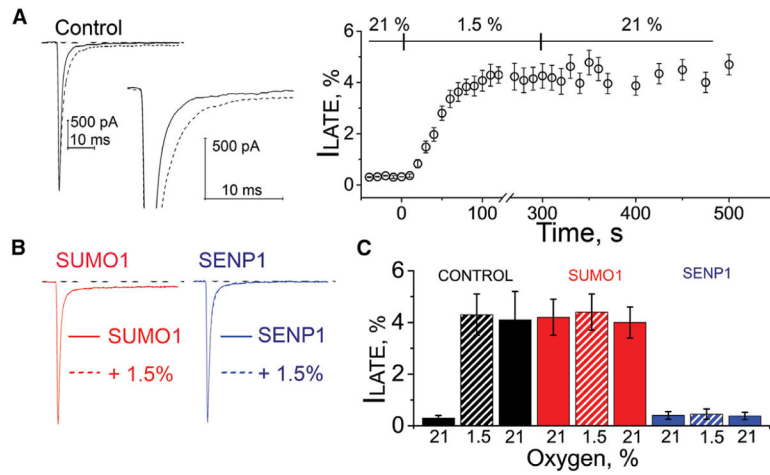 A
Control
500 pA
10 ms
500 pA
10 ms
21 % 1.5 % 21 %
6
4
2
0
I LATE, %
0 100 300 400 500
Time, s
B
SUMO1 SENP1
SUMO1 SENP1
+ 1.5% + 1.5%
C
CONTROL SUMO1 SENP1
6
4
2
0
I LATE, %
21 1.5 21 21 1.5 21 21 1.5 21
Oxygen, %